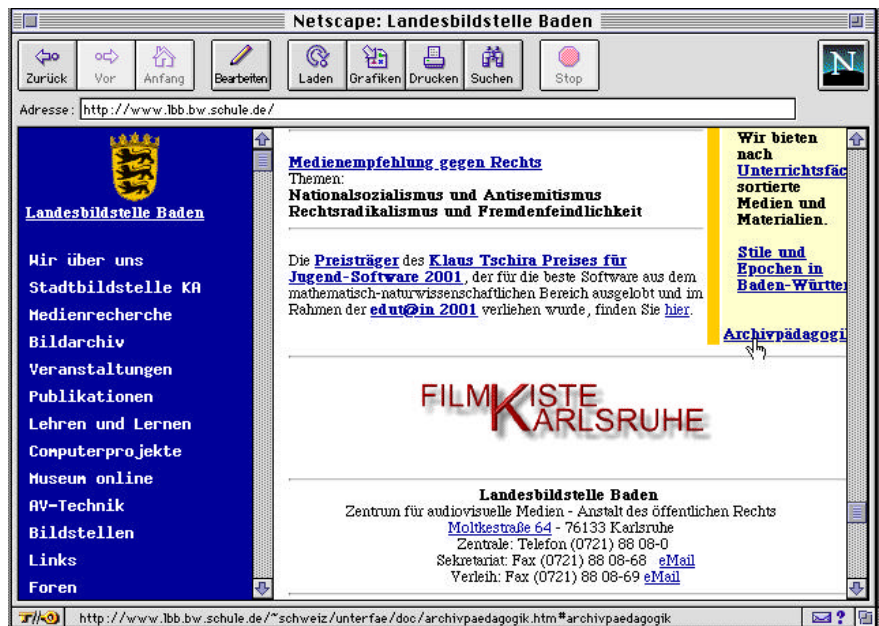 Netscape: Landesbildstelle Baden
Zurück Vor Anfang Bearbeiten Laden Grafiken Drucken Suchen Stop
N
Adresse: http://www.lbb.bw.schule.de/
Landesbildstelle Baden
Wir über uns
Stadtbildstelle KA
Medienrecherche
Bildarchiv
Veranstaltungen
Publikationen
Lehren und Lernen
Computerprojekte
Museum online
AV-Technik
Bildstellen
Links
Foren
Medienempfehlung gegen Rechts
Themen:
Nationalsozialismus und Antisemitismus
Rechtsradikalismus und Fremdenfeindlichkeit
Die Preisträger des Klaus Tschira Preises für
Jugend-Software 2001, der für die beste Software aus dem
mathematisch-naturwissenschaftlichen Bereich ausgelobt und im
Rahmen der edut@in 2001 verliehen wurde, finden Sie hier.
FILMKISTE
KARLSRUHE
Landesbildstelle Baden
Zentrum für audiovisuelle Medien - Anstalt des öffentlichen Rechts
Moltkestraße 64 - 76133 Karlsruhe
Zentrale: Telefon (0721) 88 08-0
Sekretariat: Fax (0721) 88 08-68 eMail
Verleih: Fax (0721) 88 08-69 eMail
Wir bieten
nach
Unterrichtsfäc
sortierte
Medien und
Materialien.
Stile und
Epochen in
Baden-Württe
Archivpädagogi
http://www.lbb.bw.schule.de/~schweiz/unterfae/doc/archivpaedagogik.htm#archivpaedagogik